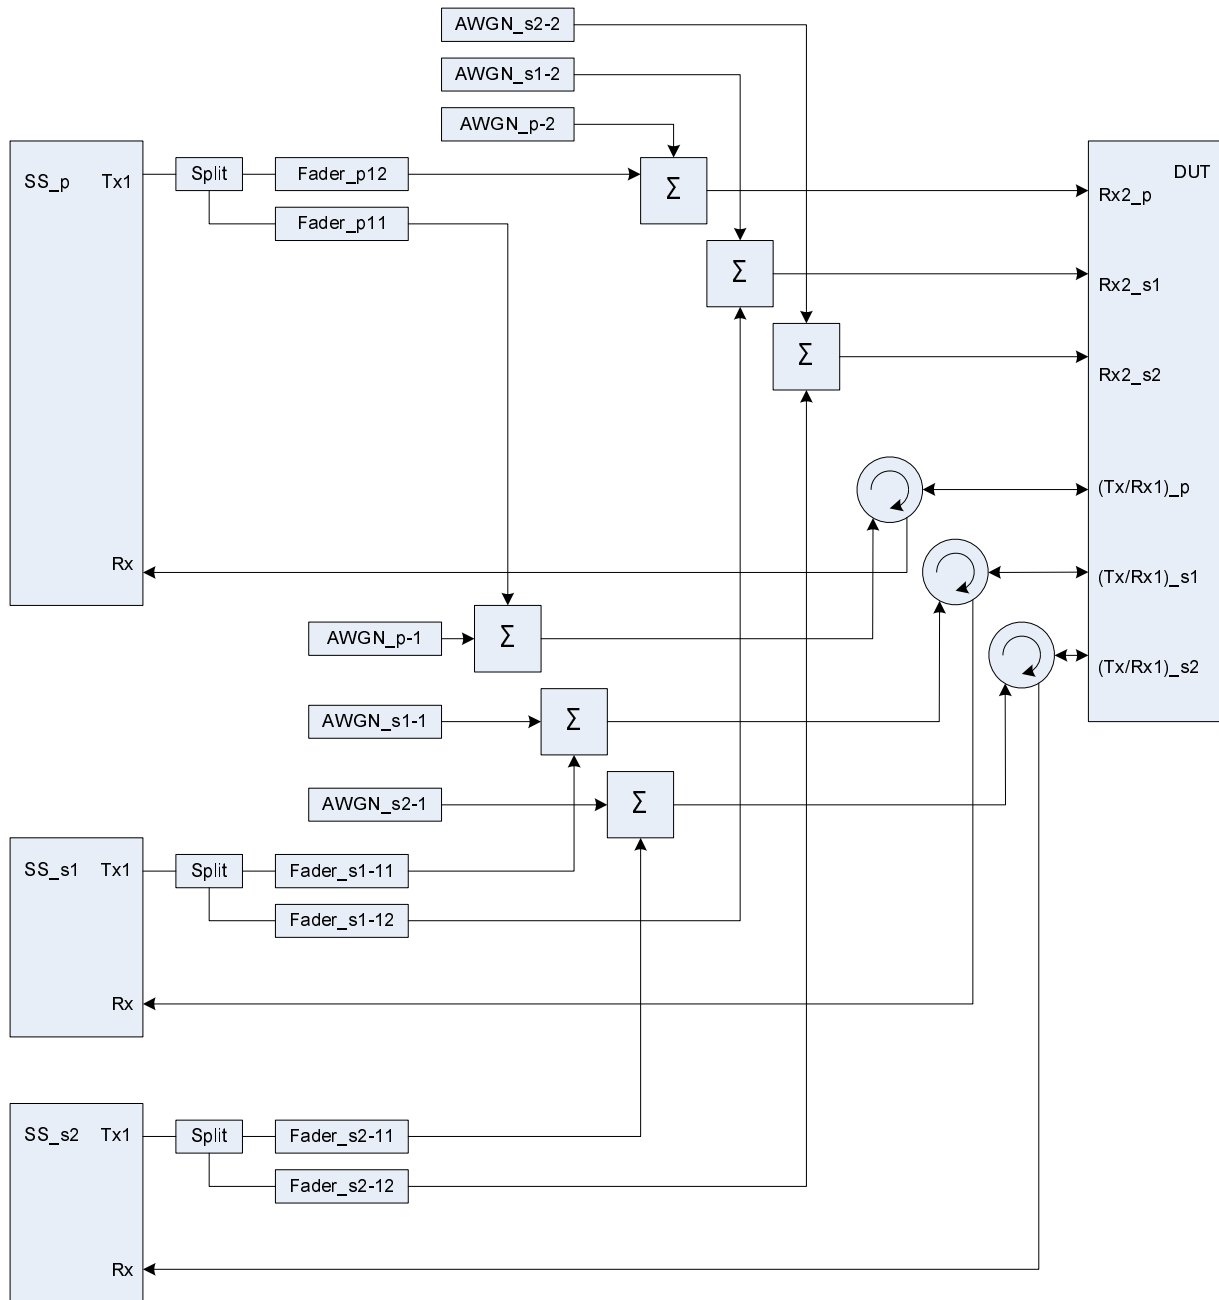 AWGN_s2-2
AWGN_s1-2
AWGN_p-2
SS_p Tx1
Split
Fader_p12
Σ
DUT
Rx2_p
Fader_p11
Σ
Rx2_s1
Σ
Rx2_s2
(Tx/Rx1)_p
Rx
(Tx/Rx1)_s1
AWGN_p-1
Σ
(Tx/Rx1)_s2
AWGN_s1-1
Σ
AWGN_s2-1
Σ
SS_s1 Tx1
Split
Fader_s1-11
Fader_s1-12
Rx
SS_s2 Tx1
Split
Fader_s2-11
Fader_s2-12
Rx